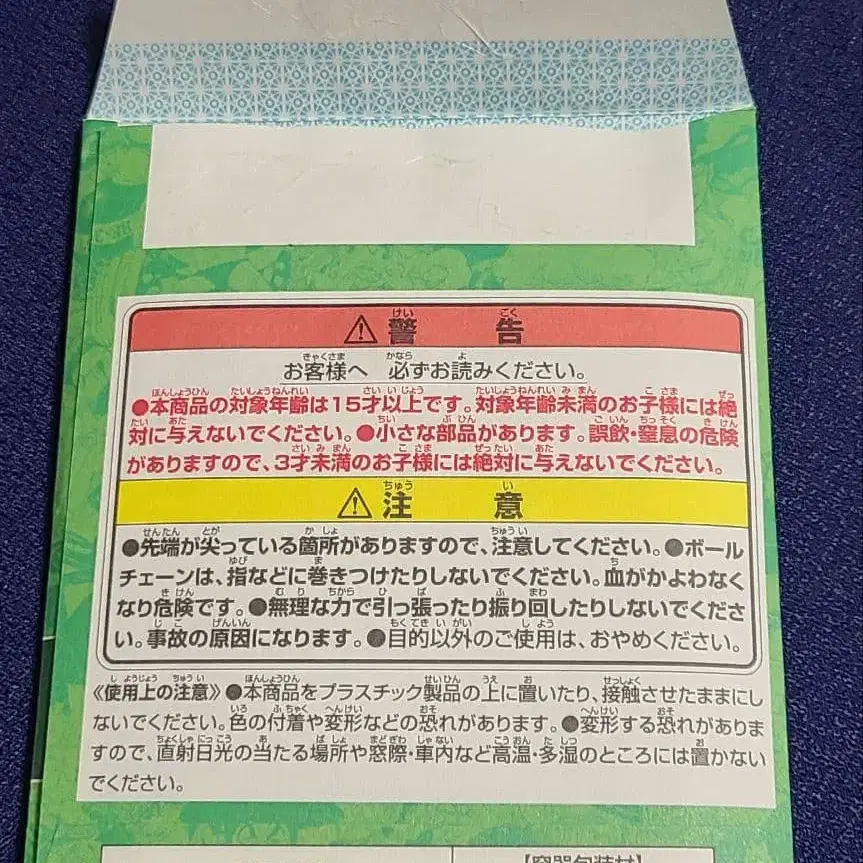 ⚠ 警告
お客様へ 必ずお読みください。
●本商品の対象年齢は15才以上です。対象年齢未満のお子様には絶
対に与えないでください。●小さな部品があります。誤飲・窒息の危険
がありますので、3才未満のお子様には絶対に与えないでください。
⚠ 注意
●先端が尖っている箇所がありますので、注意してください。●ボール
チェーンは、指などに巻きつけたりしないでください。血がかよわなく
なり危険です。●無理な力で引っ張ったり振り回したりしないでくださ
い。事故の原因になります。●目的以外のご使用は、おやめください。
《使用上の注意》●本商品をプラスチック製品の上に置いたり、接触させたままにし
ないでください。色の付着や変形などの恐れがあります。●変形する恐れがありま
すので、直射日光の当たる場所や窓際・車内など高温・多湿のところには置かない
でください。
【容器包装材】